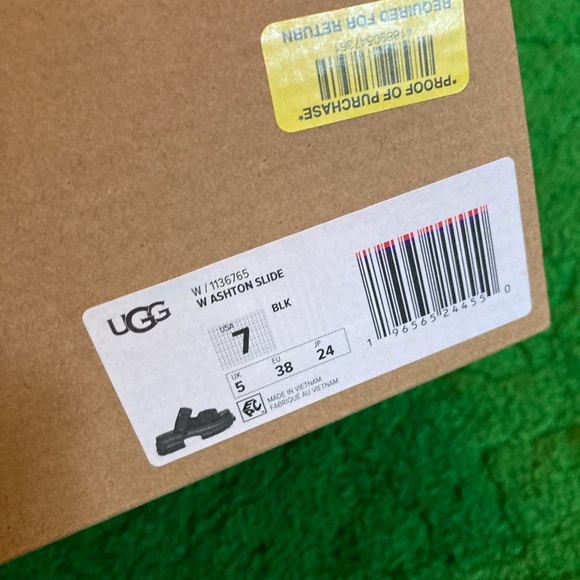 *PROOF OF PURCHASE*
REQUIRED FOR RETURN
UGG
W / 1136765
W ASHTON SLIDE
BLK
USA
7
UK EU JP
5 38 24
MADE IN VIETNAM
FABRIQUÉ AU VIETNAM
1 96565 24455 0